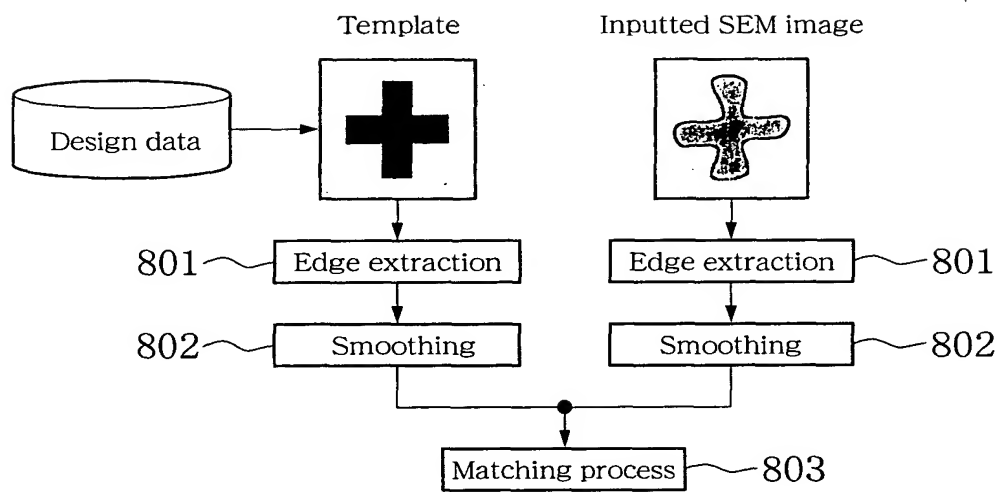 Template
Inputted SEM image
Design data
801
Edge extraction
Edge extraction
801
802
Smoothing
Smoothing
802
Matching process
803